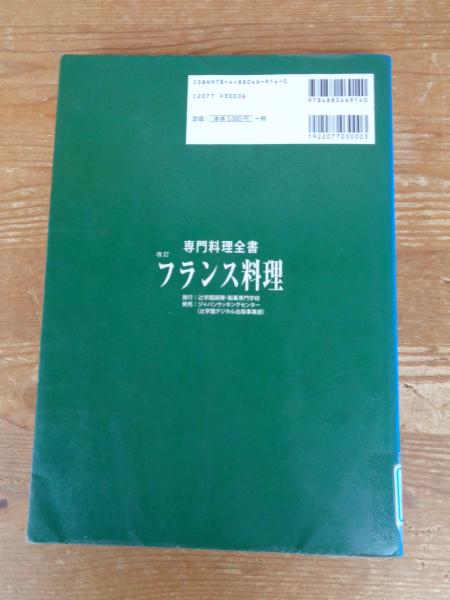 ISBN978-4-88046-914-0
C2077 ¥3000E
定価 本体3,000円 +税
9784880469140
1922077030003
専門料理全書
改訂
フランス料理
発行：辻学園調理・製菓専門学校
発売：ジャパンクッキングセンター
（辻学園デジタル出版事業部）